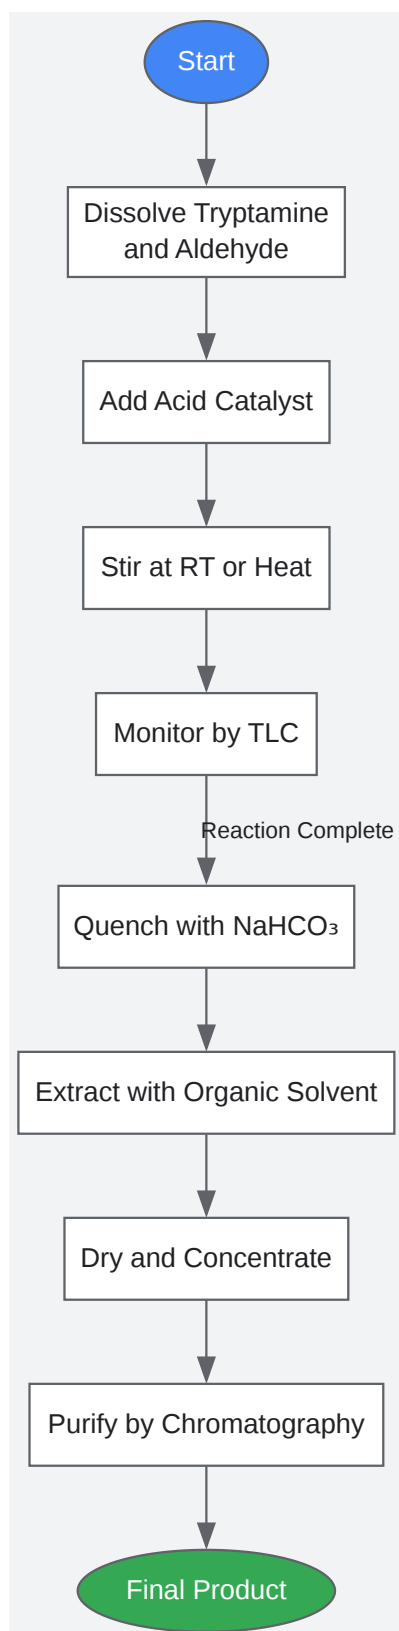 Start
Dissolve Tryptamine
and Aldehyde
Add Acid Catalyst
Stir at RT or Heat
Monitor by TLC
Reaction Complete
Quench with NaHCO₃
Extract with Organic Solvent
Dry and Concentrate
Purify by Chromatography
Final Product